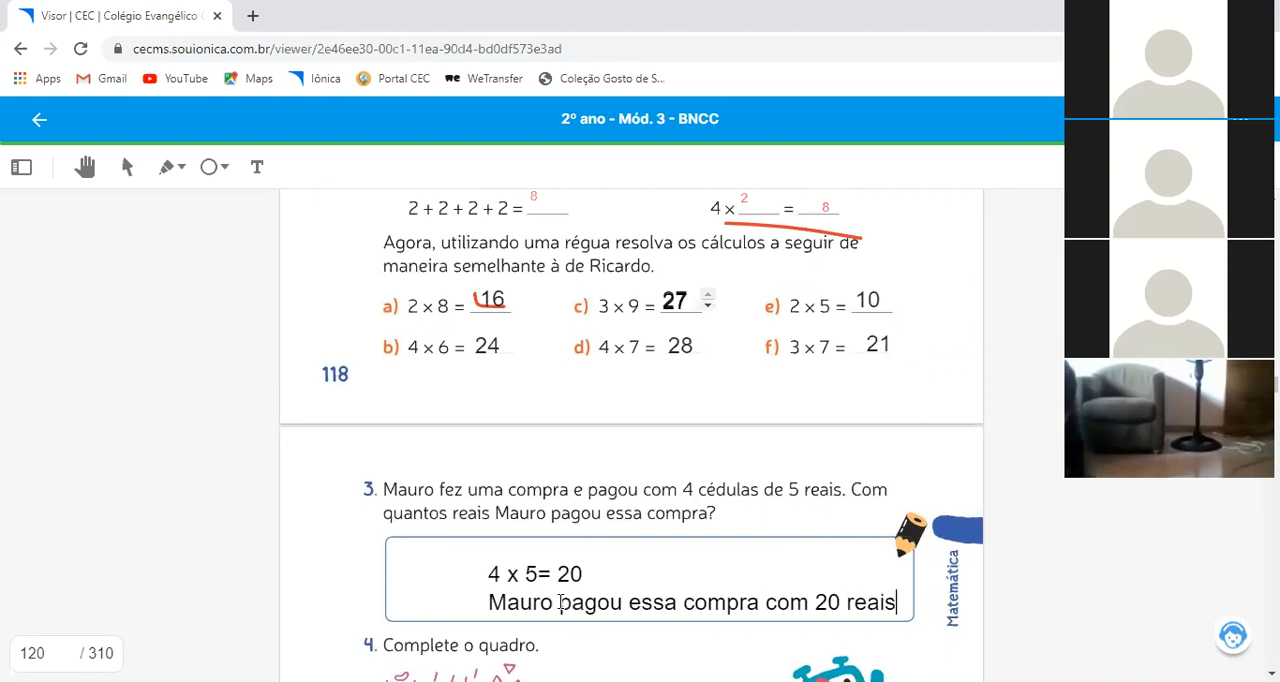 Visor | CEC | Colégio Evangélico
cecms.souionica.com.br/viewer/2e46ee30-00c1-11ea-90d4-bd0df573e3ad
Apps Gmail YouTube Maps Iônica Portal CEC WeTransfer Coleção Gosto de S...
2º ano - Mód. 3 - BNCC
T
2 + 2 + 2 + 2 = 8 4 x 2 = 8
Agora, utilizando uma régua resolva os cálculos a seguir de
maneira semelhante à de Ricardo.
a) 2 x 8 = 16 c) 3 x 9 = 27 e) 2 x 5 = 10
b) 4 x 6 = 24 d) 4 x 7 = 28 f) 3 x 7 = 21
118
3. Mauro fez uma compra e pagou com 4 cédulas de 5 reais. Com
quantos reais Mauro pagou essa compra?
4 x 5= 20
Mauro pagou essa compra com 20 reais
Matemática
4. Complete o quadro.
120 / 310